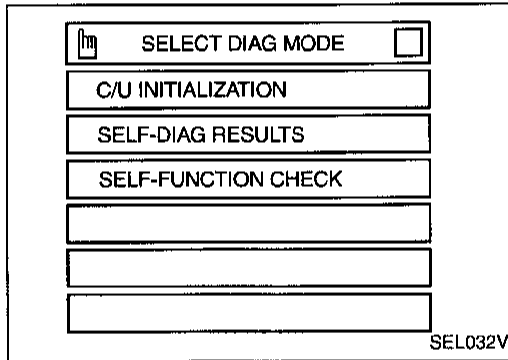 SELECT DIAG MODE
C/U INITIALIZATION
SELF-DIAG RESULTS
SELF-FUNCTION CHECK
SEL032V